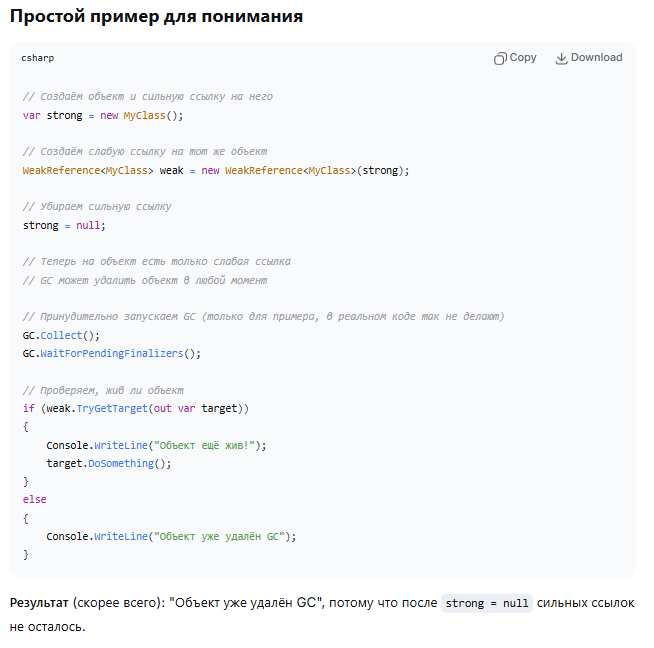 Простой пример для понимания
csharp
Copy
Download
// Создаём объект и сильную ссылку на него
var strong = new MyClass();
// Создаём слабую ссылку на тот же объект
WeakReference<MyClass> weak = new WeakReference<MyClass>(strong);
// Убираем сильную ссылку
strong = null;
// Теперь на объект есть только слабая ссылка
// GC может удалить объект в любой момент
// Принудительно запускаем GC (только для примера, в реальном коде так не делают)
GC.Collect();
GC.WaitForPendingFinalizers();
// Проверяем, жив ли объект
if (weak.TryGetTarget(out var target))
{
    Console.WriteLine("Объект ещё жив!");
    target.DoSomething();
}
else
{
    Console.WriteLine("Объект уже удалён GC");
}
Результат (скорее всего): "Объект уже удалён GC", потому что после strong = null сильных ссылок
не осталось.